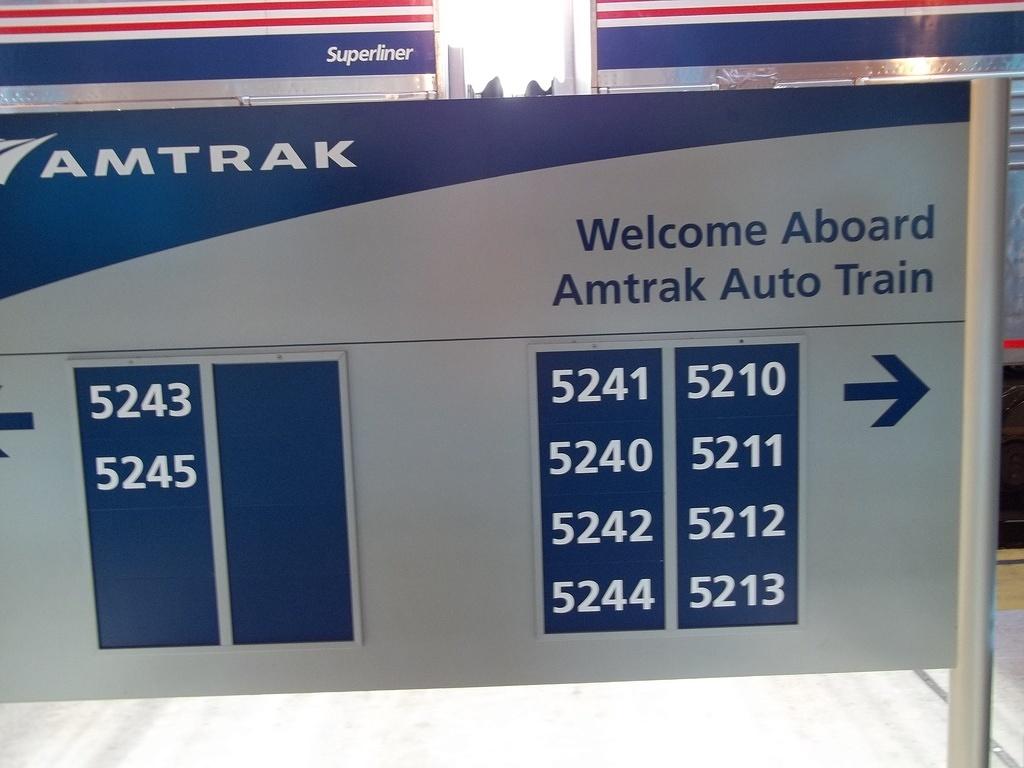 Superliner
AMTRAK
Welcome Aboard
Amtrak Auto Train
5243
5245
5241 5210
5240 5211
5242 5212
5244 5213